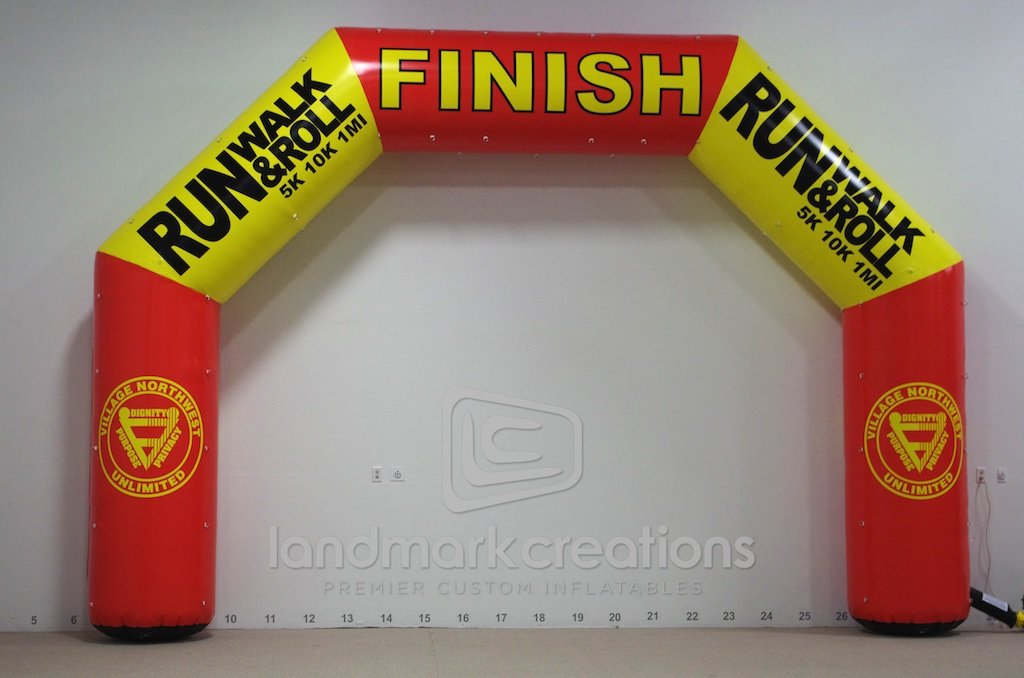 FINISH
RUN WALK
&ROLL
5K 10K 1MI
RUN WALK
&ROLL
5K 10K 1MI
VILLAGE NORTHWEST
DIGNITY
PURPOSE PRIVACY
UNLIMITED
VILLAGE NORTHWEST
DIGNITY
PURPOSE PRIVACY
UNLIMITED
landmarkcreations
PREMIER CUSTOM INFLATABLES
5 6 10 11 12 13 14 15 16 17 18 19 20 21 22 23 24 25 26